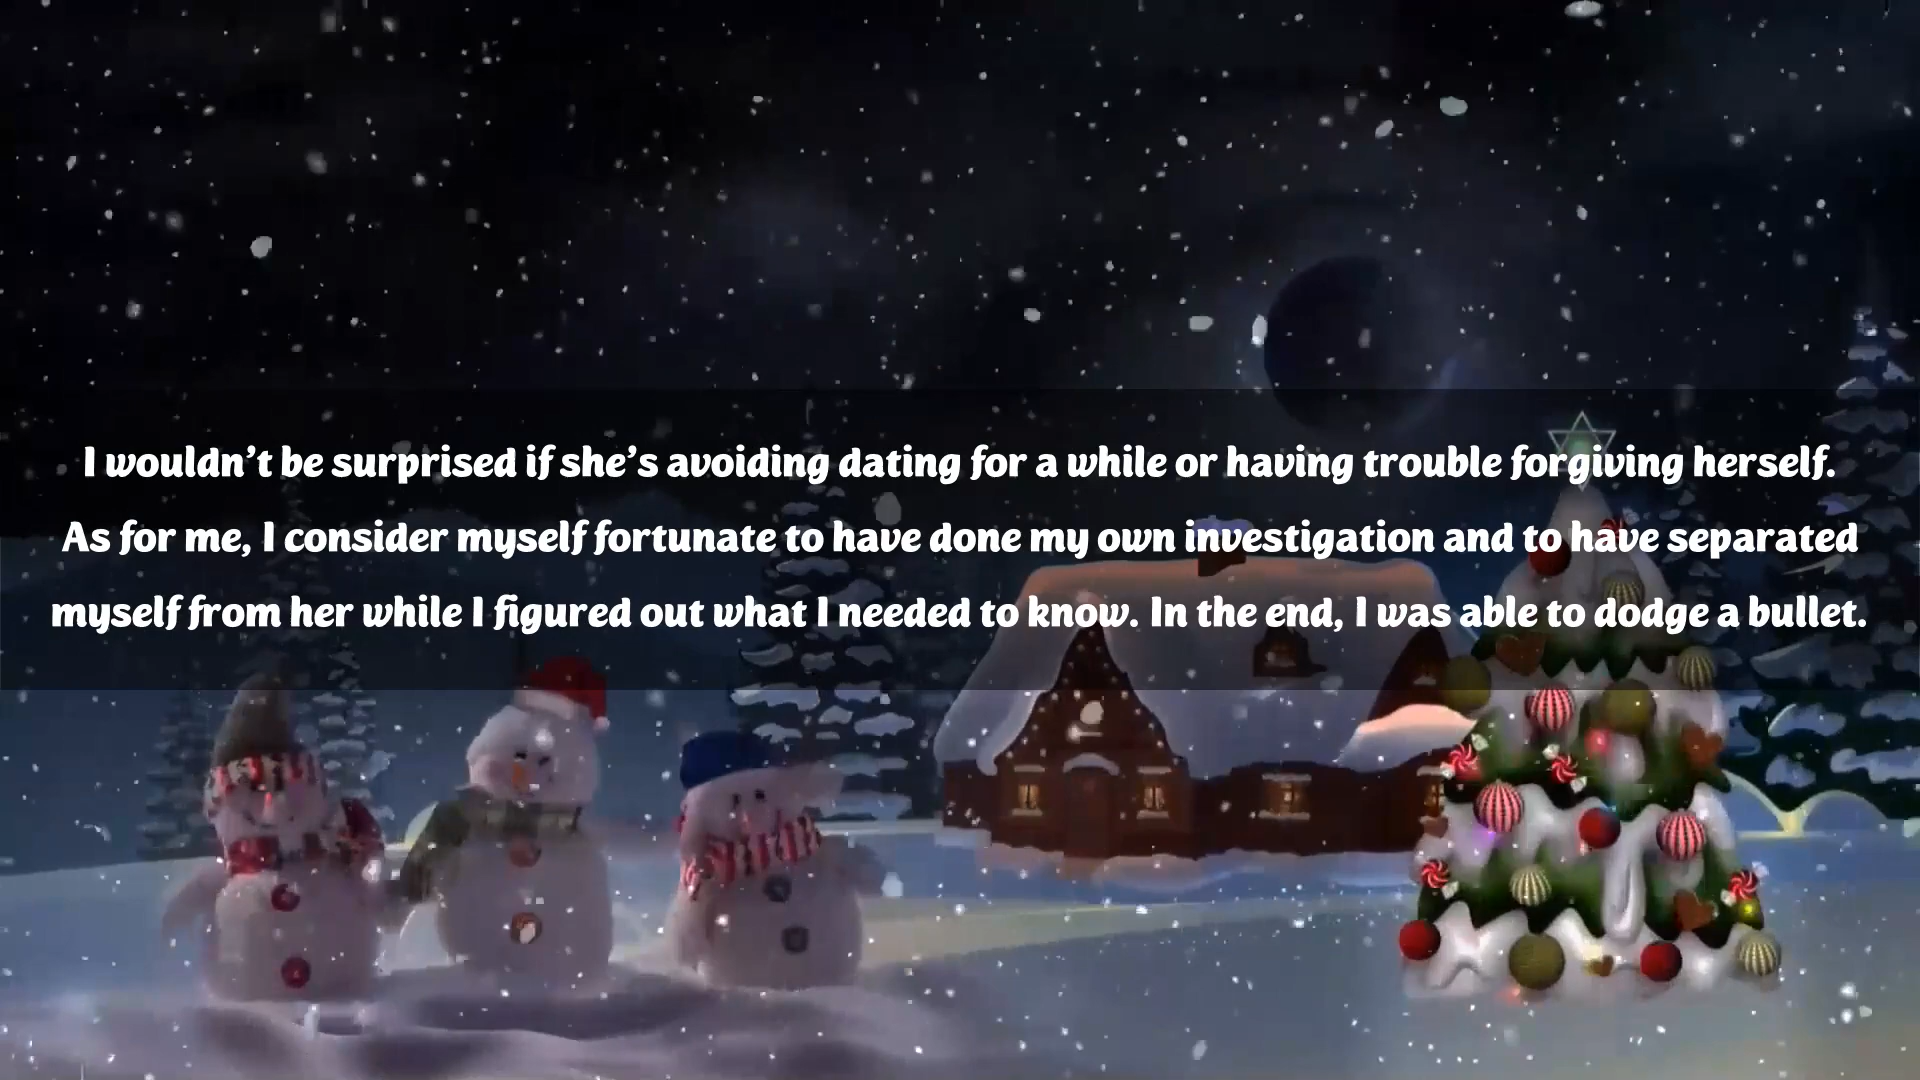 I wouldn't be surprised if she's avoiding dating for a while or having trouble forgiving herself.
As for me, I consider myself fortunate to have done my own investigation and to have separated
myself from her while I figured out what I needed to know. In the end, I was able to dodge a bullet.